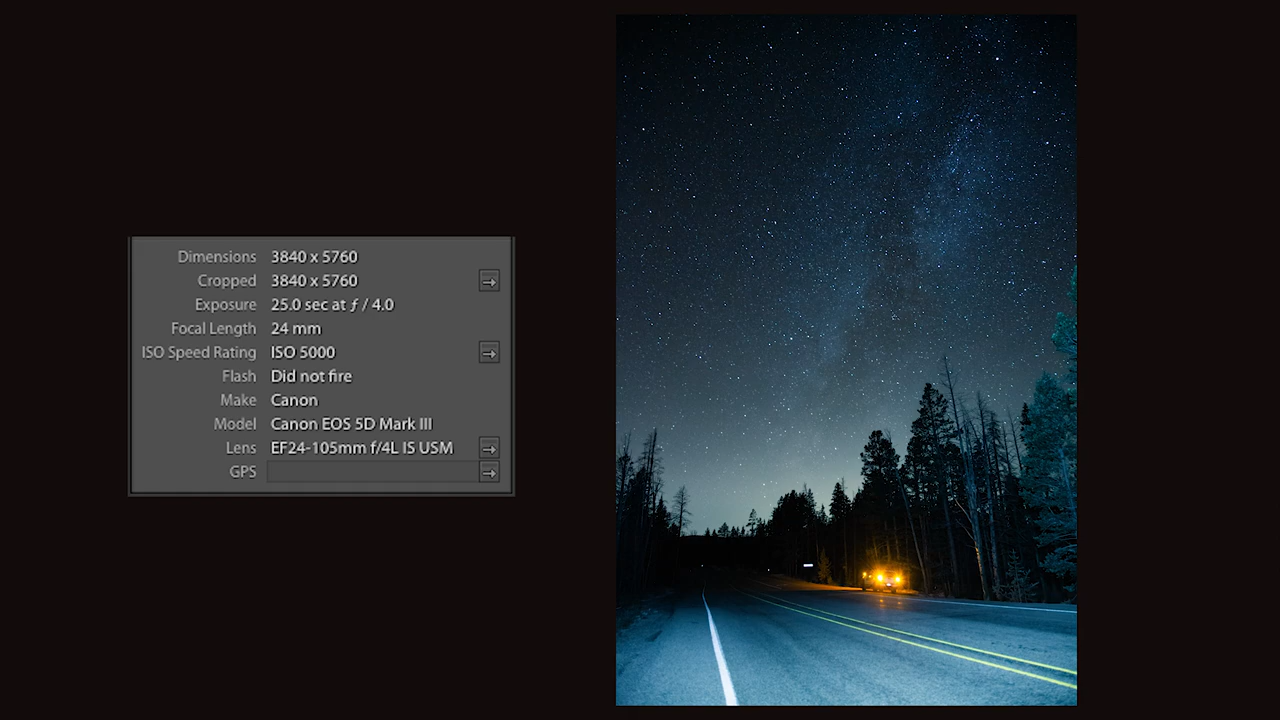 Dimensions 3840 x 5760
Cropped 3840 x 5760
Exposure 25.0 sec at ƒ / 4.0
Focal Length 24 mm
ISO Speed Rating ISO 5000
Flash Did not fire
Make Canon
Model Canon EOS 5D Mark III
Lens EF24-105mm f/4L IS USM
GPS